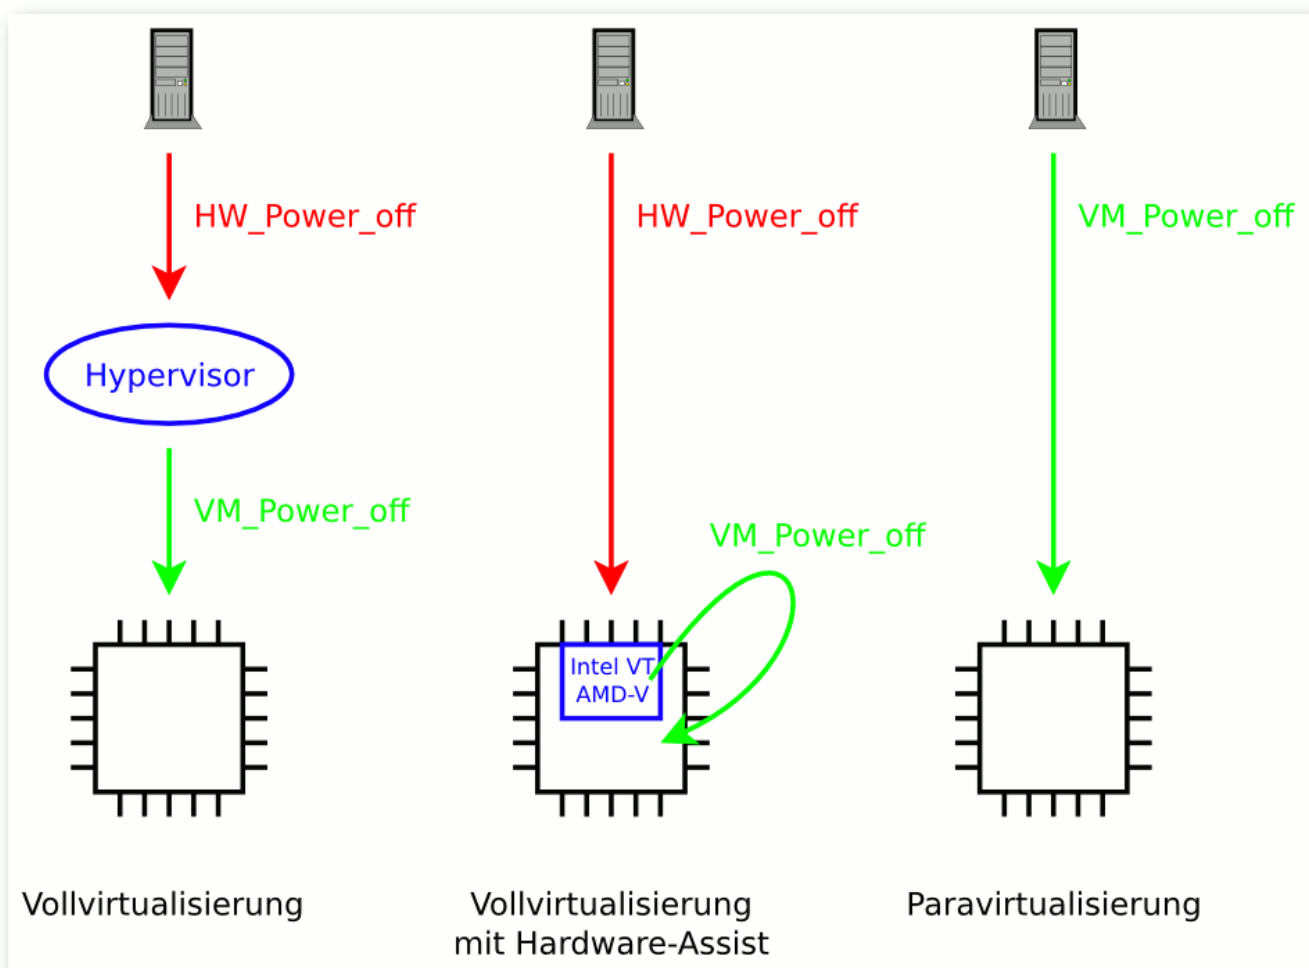 HW_Power_off
HW_Power_off
VM_Power_off
Hypervisor
VM_Power_off
VM_Power_off
Intel VT
AMD-V
Vollvirtualisierung
Vollvirtualisierung
mit Hardware-Assist
Paravirtualisierung